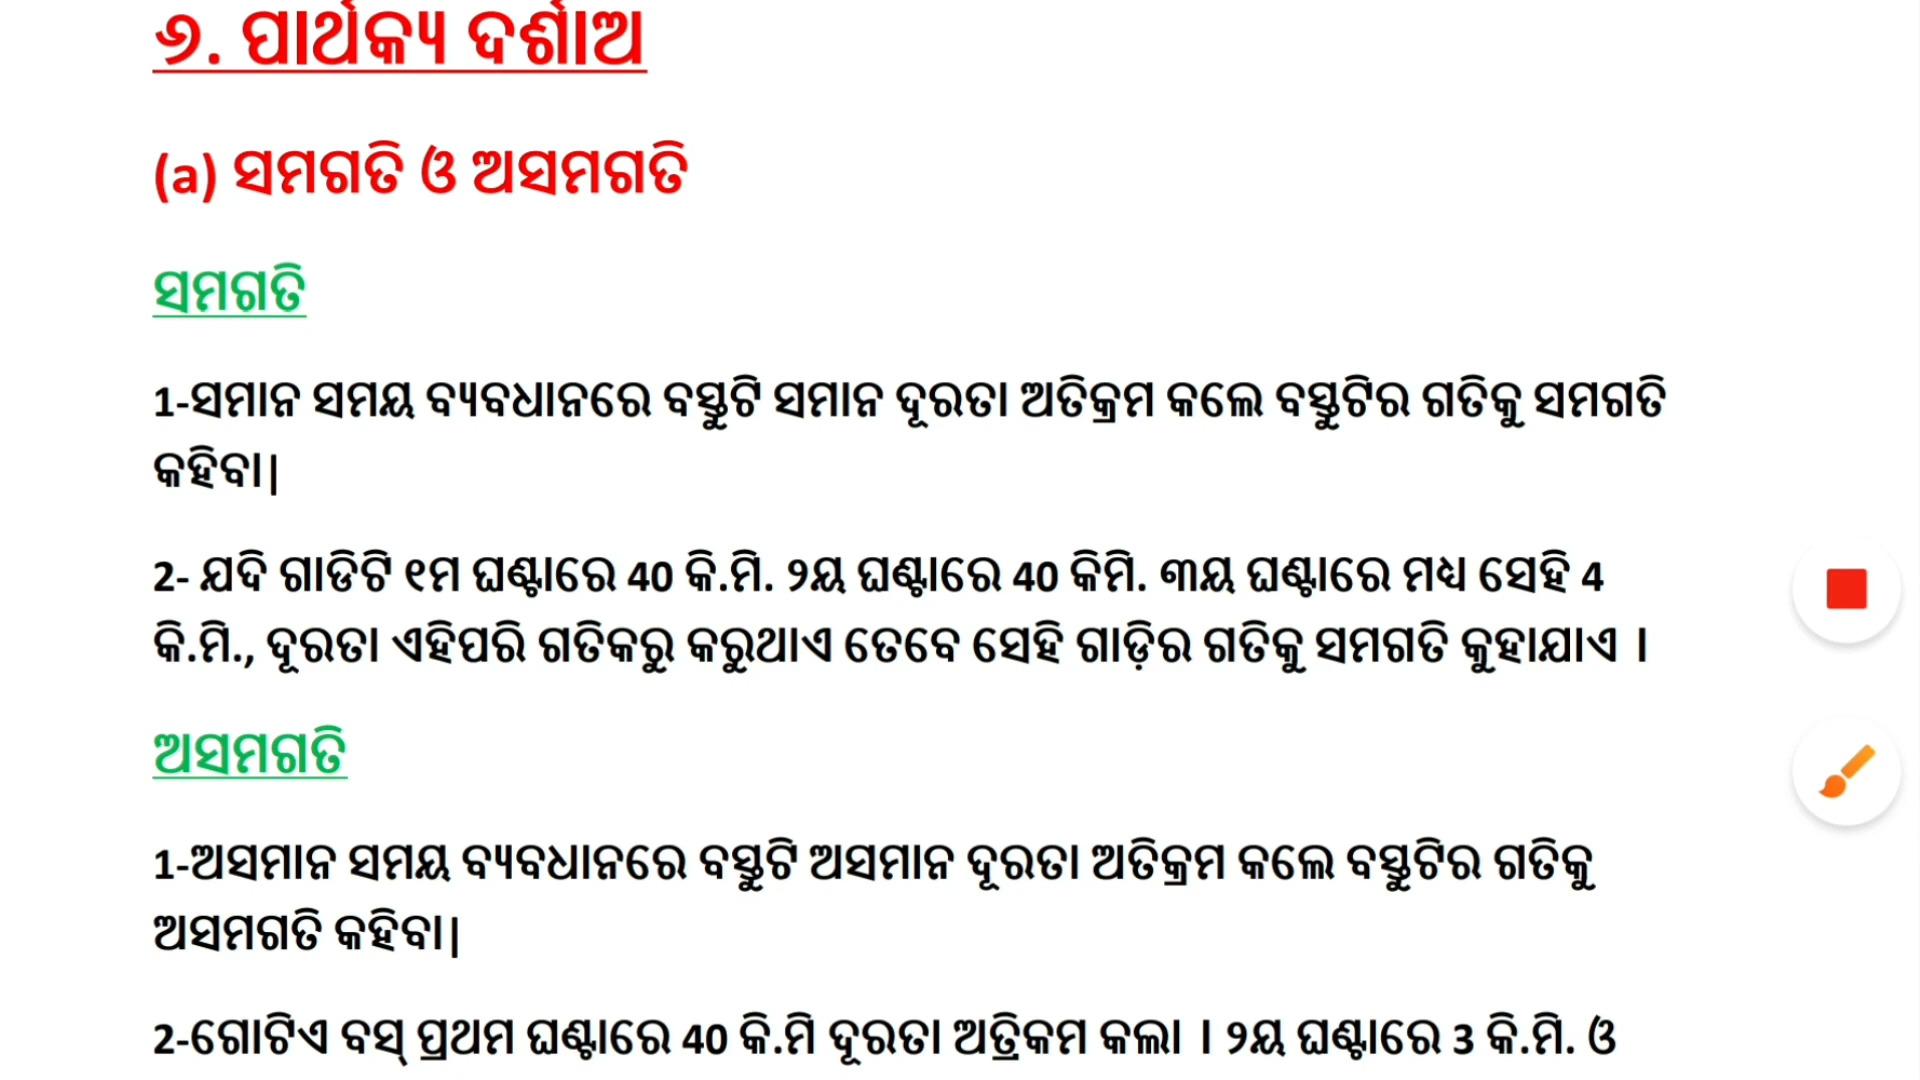 ୬. ପାର୍ଥକ୍ୟ ଦର୍ଶାଅ
(a) ସମଗତି ଓ ଅସମଗତି
ସମଗତି
1-ସମାନ ସମୟ ବ୍ୟବଧାନରେ ବସ୍ତୁଟି ସମାନ ଦୂରତା ଅତିକ୍ରମ କଲେ ବସ୍ତୁଟିର ଗତିକୁ ସମଗତି
କହିବା|
2- ଯଦି ଗାଡିଟି ୧ମ ଘଣ୍ଟାରେ 40 କି.ମି. ୨ୟ ଘଣ୍ଟାରେ 40 କିମି. ୩ୟ ଘଣ୍ଟାରେ ମଧ୍ୟ ସେହି 4
କି.ମି., ଦୂରତା ଏହିପରି ଗତିକରୁ କରୁଥାଏ ତେବେ ସେହି ଗାଡ଼ିର ଗତିକୁ ସମଗତି କୁହାଯାଏ ।
ଅସମଗତି
1-ଅସମାନ ସମୟ ବ୍ୟବଧାନରେ ବସ୍ତୁଟି ଅସମାନ ଦୂରତା ଅତିକ୍ରମ କଲେ ବସ୍ତୁଟିର ଗତିକୁ
ଅସମଗତି କହିବା|
2-ଗୋଟିଏ ବସ୍ ପ୍ରଥମ ଘଣ୍ଟାରେ 40 କି.ମି ଦୂରତା ଅତ୍ରିକମ କଲା । ୨ୟ ଘଣ୍ଟାରେ 3 କି.ମି. ଓ